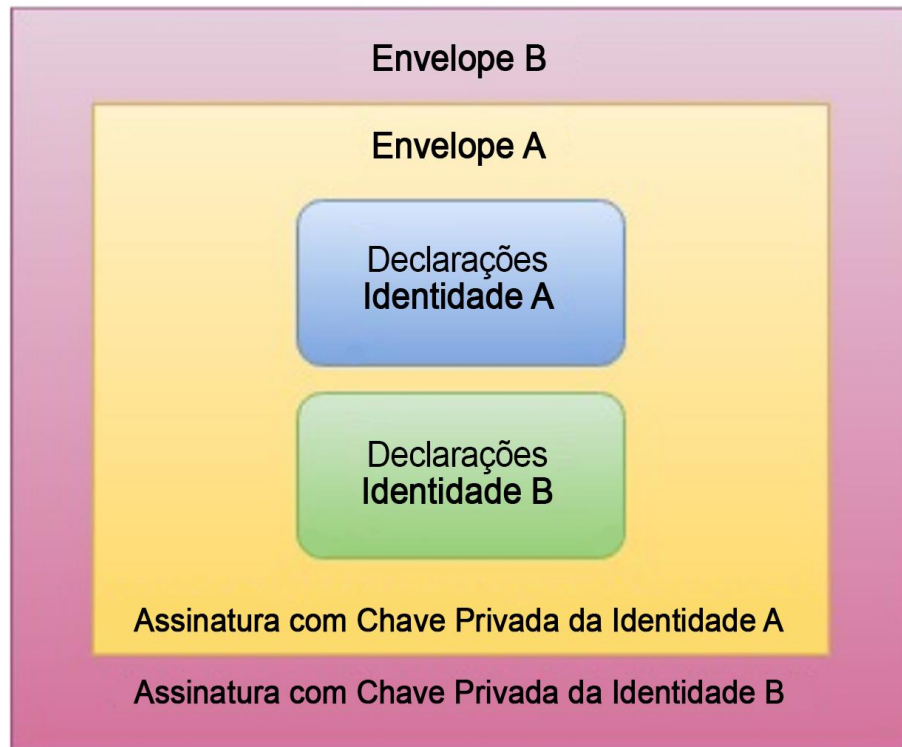 Envelope B
Envelope A
Declarações
Identidade A
Declarações
Identidade B
Assinatura com Chave Privada da Identidade A
Assinatura com Chave Privada da Identidade B